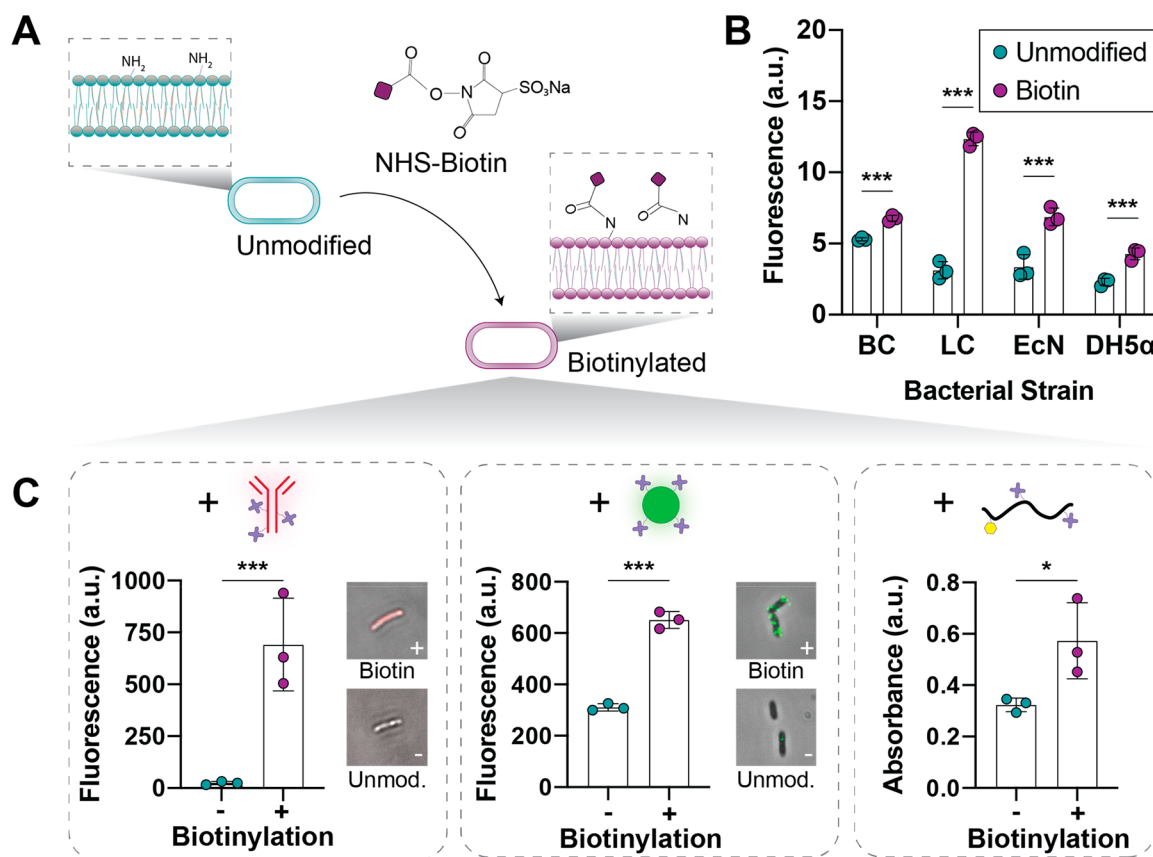 A
NH2
NH2
O
O
N
O
O
SO3Na
NHS-Biotin
Unmodified
O
N
O
N
Biotinylated
B
Fluorescence (a.u.)
20
15
10
5
0
Unmodified
Biotin
***
***
***
***
BC LC EcN DH5α
Bacterial Strain
C
+
Fluorescence (a.u.)
1000
750
500
250
0
***
- +
Biotinylation
+
Biotin
-
Unmod.
+
Fluorescence (a.u.)
800
600
400
200
0
***
- +
Biotinylation
+
Biotin
-
Unmod.
+
Absorbance (a.u.)
0.8
0.6
0.4
0.2
0.0
*
- +
Biotinylation